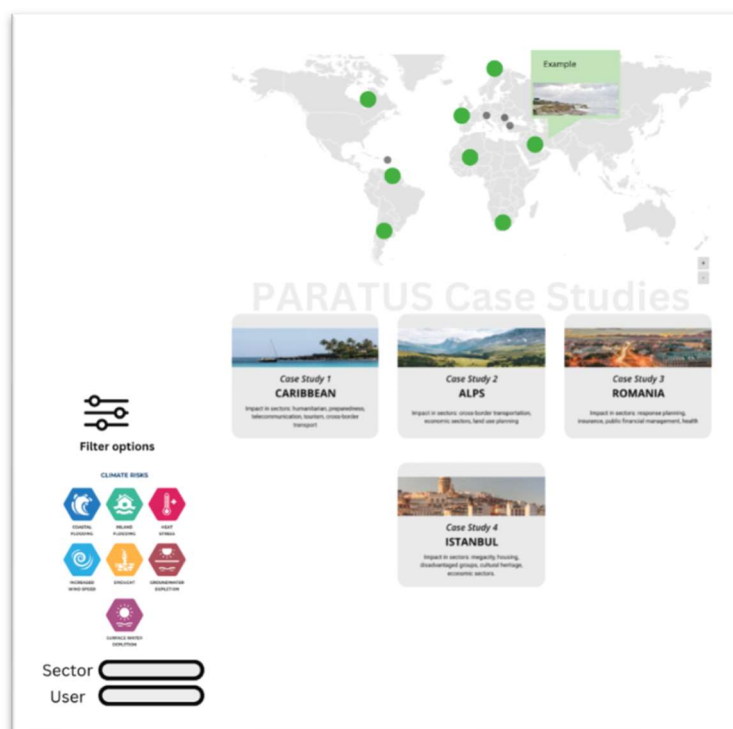 Example
+
-
PARATUS Case Studies
Case Study 1
CARIBBEAN
Impact in sectors: humanitarian, preparedness,
telecommunication, tourism, cross-border
transport
Case Study 2
ALPS
Impact in sectors: cross-border transportation,
economic sectors, land use planning
Case Study 3
ROMANIA
Impact in sectors: response planning,
insurance, public financial management, health
Case Study 4
ISTANBUL
Impact in sectors: megacity, housing,
disadvantaged groups, cultural heritage,
economic sectors.
Filter options
CLIMATE RISKS
COASTAL
FLOODING
INLAND
FLOODING
HEAT
STRESS
INCREASED
WIND SPEED
DROUGHT
GROUNDWATER
DEPLETION
SURFACE WATER
DEPLETION
Sector
User